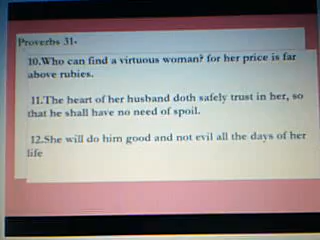 Proverbs 31-
10.Who can find a virtuous woman? for her price is far
above rubies.
11.The heart of her husband doth safely trust in her, so
that he shall have no need of spoil.
12.She will do him good and not evil all the days of her
life